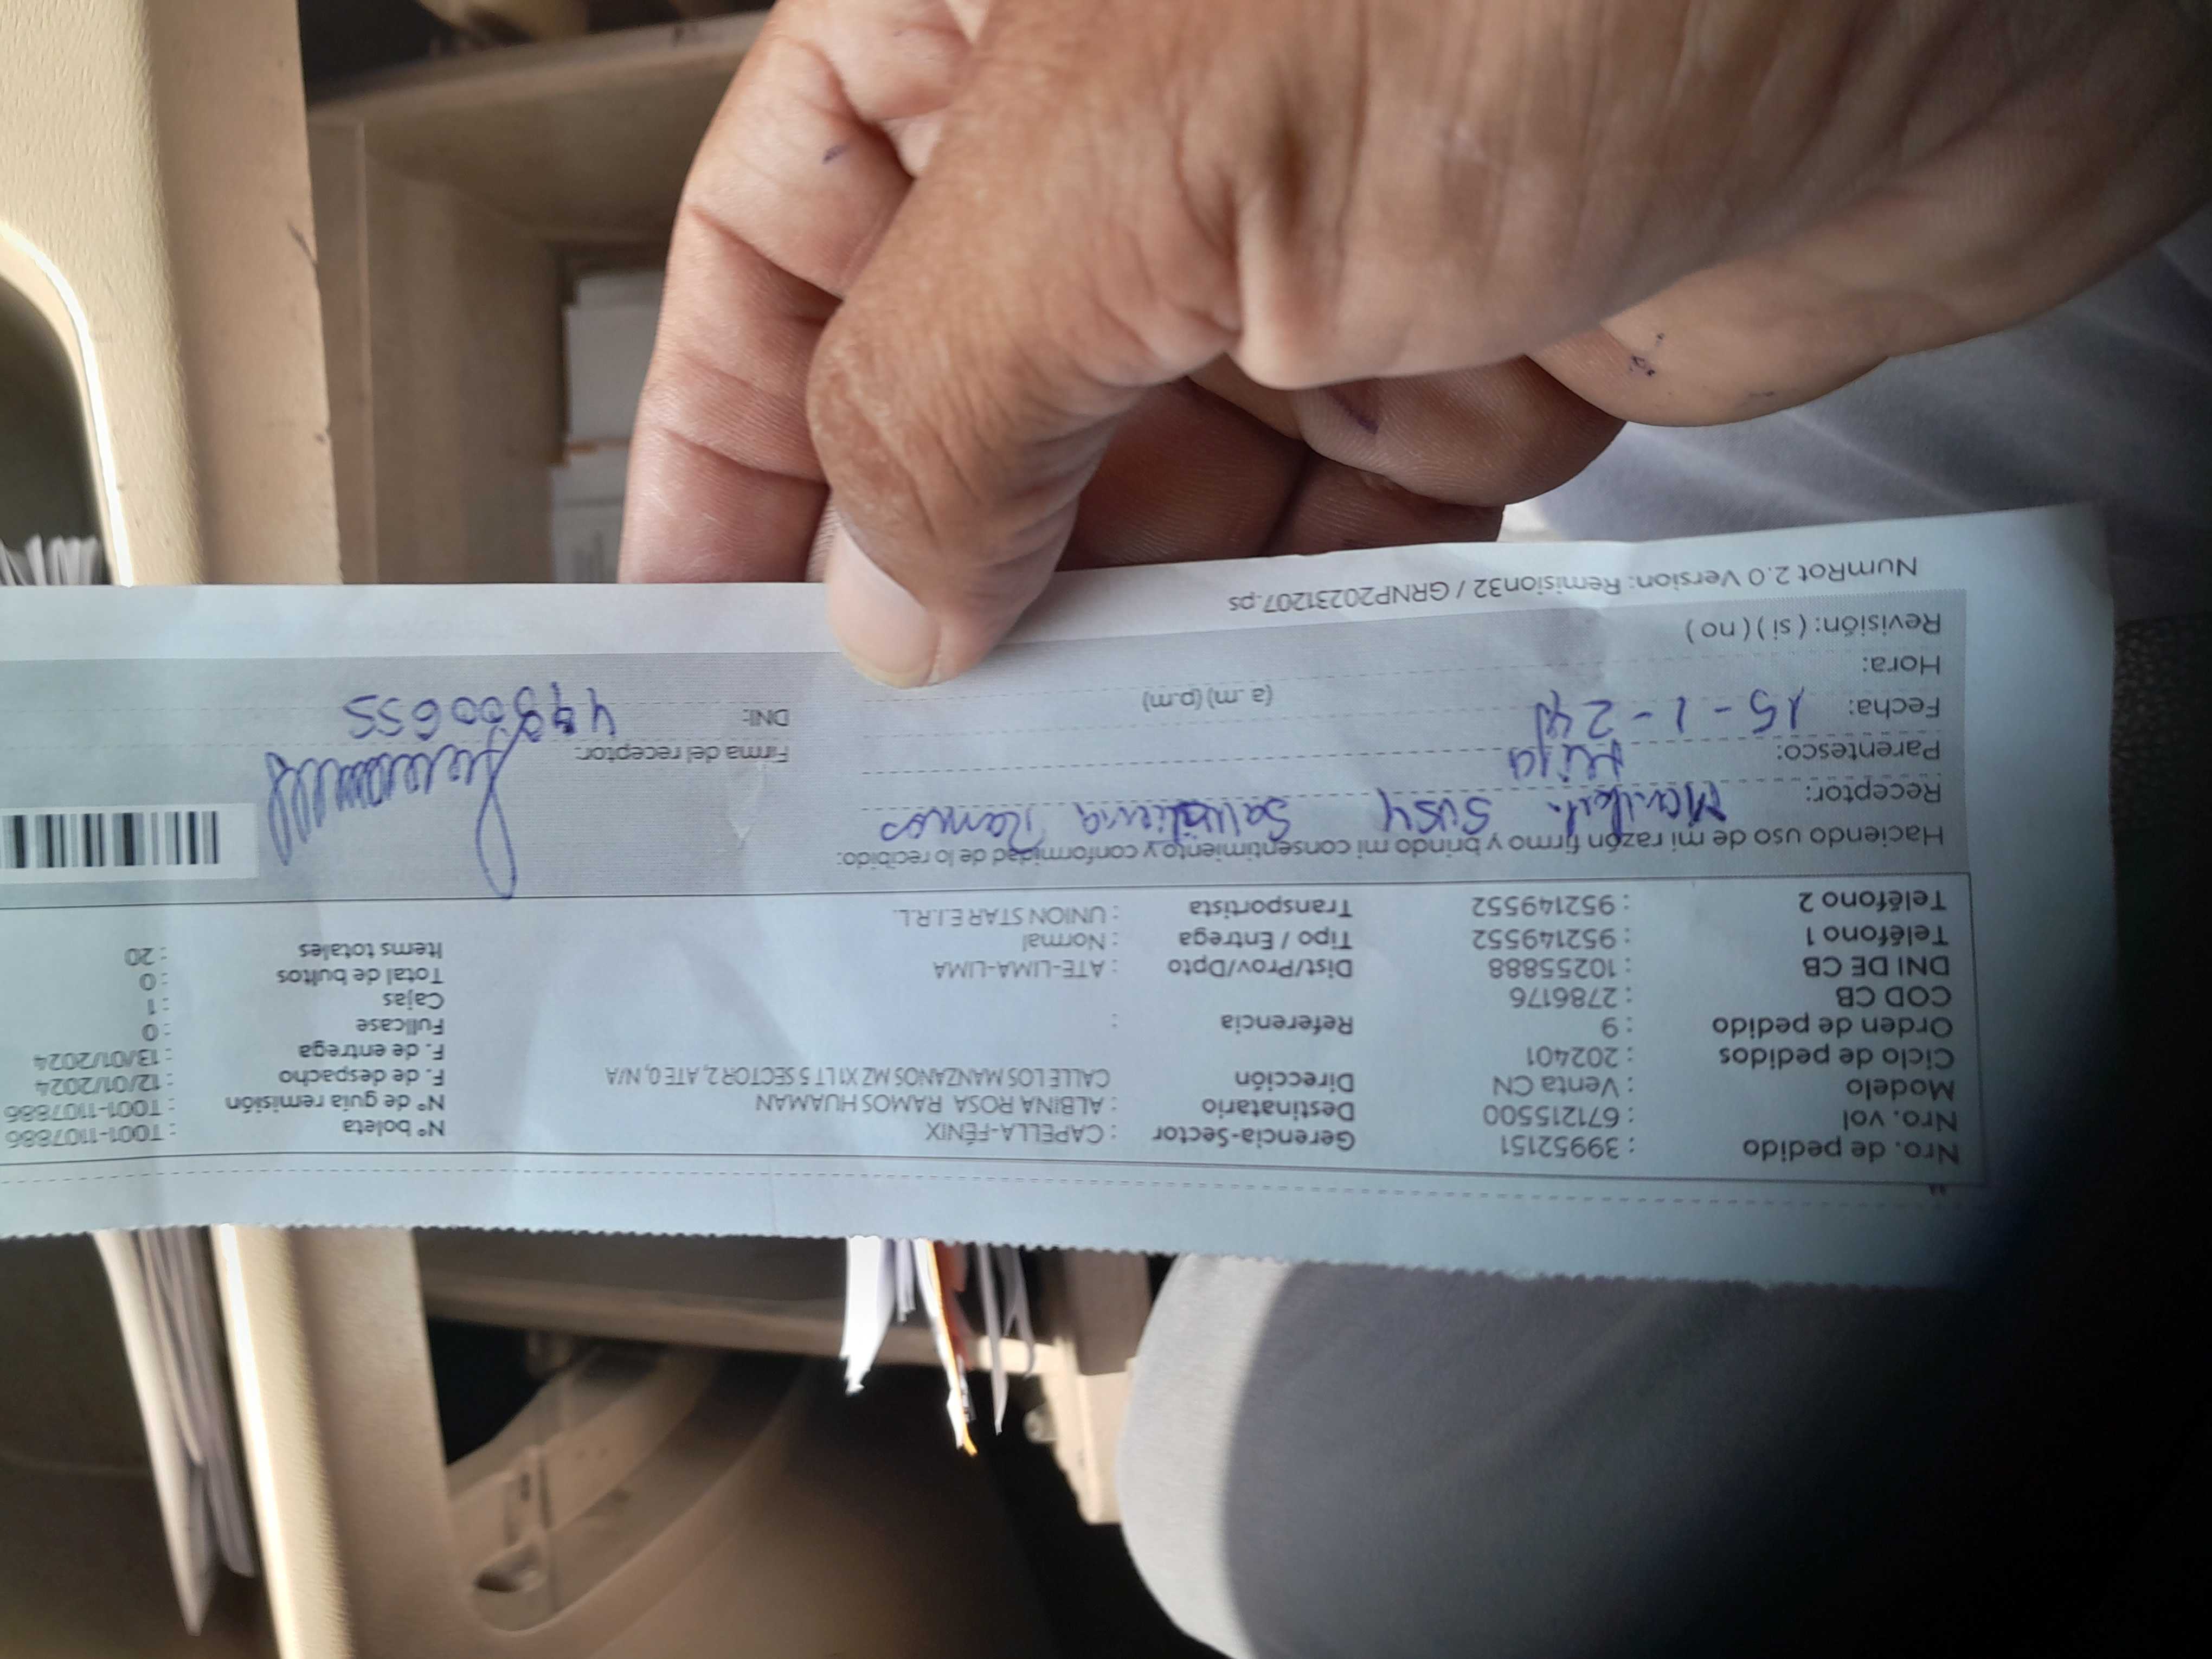 Nro. de pedido : 39952151 Gerencia-Sector : CAPELLA-FÉNIX N° boleta : T001-1107886
Nro. vol : 671215500 Destinatario : ALBINA ROSA RAMOS HUAMAN N° de guía remisión : T001-1107886
Modelo : Venta CN Dirección CALLE LOS MANZANOS MZ X1 LT 5 SECTOR 2, ATE 0, N/A F. de despacho : 12/01/2024
Ciclo de pedidos : 202401 F. de entrega : 13/01/2024
Orden de pedido : 9 Referencia : Fullcase : 0
COD CB : 2786176 Cajas : 1
DNI DE CB : 10255888 Dist/Prov/Dpto : ATE-LIMA-LIMA Total de bultos : 0
Teléfono 1 : 952149552 Tipo / Entrega : Normal Items totales : 20
Teléfono 2 : 952149552 Transportista : UNION STAR E.I.R.L.
Haciendo uso de mi razón firmo y brindo mi consentimiento y conformidad de lo recibido:
Receptor: Susy Ramos
Parentesco: Hija Firma del receptor:
Fecha: 15-1-24 DNI:
Hora: (a .m) (p.m)
Revisión: ( si ) ( no )
NumRot 2.0 Version: Remision32 / GRNP20231207.ps